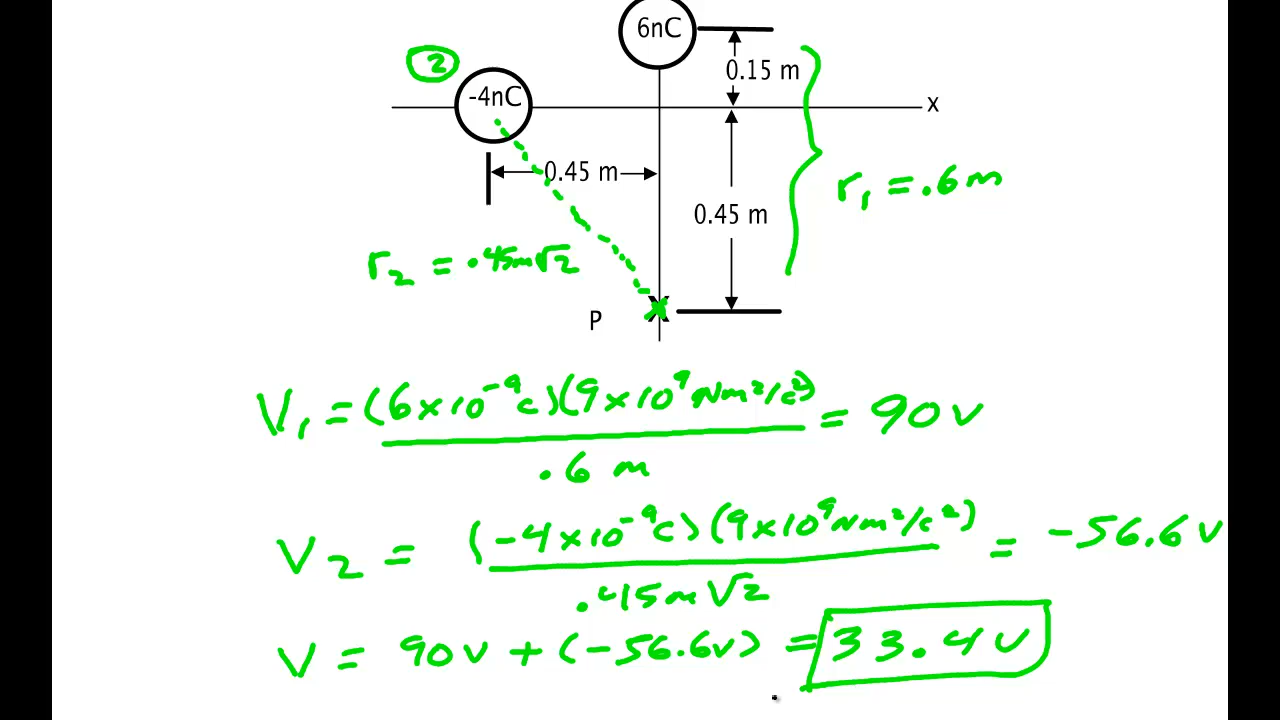 6nC
2
-4nC
0.15 m
x
0.45 m
r₁ = .6m
0.45 m
r₂ = .45m√2
P
V₁ = (6×10⁻⁹c)(9×10⁹Nm²/c²) = 90v
.6 m
V₂ = (-4×10⁻⁹c)(9×10⁹Nm²/c²) = -56.6v
.45m√2
V = 90v + (-56.6v) = 33.4v